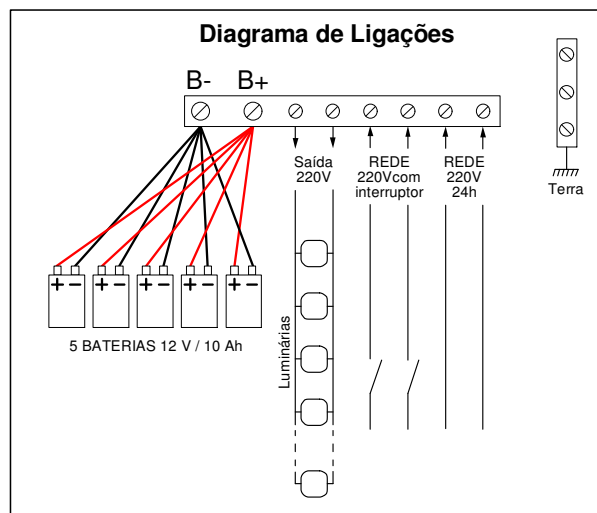 Diagrama de Ligações
B- B+
Saída
220V
REDE
220Vcom
interruptor
REDE
220V
24h
Terra
+ − + − + − + − + −
5 BATERIAS 12 V / 10 Ah
Luminárias